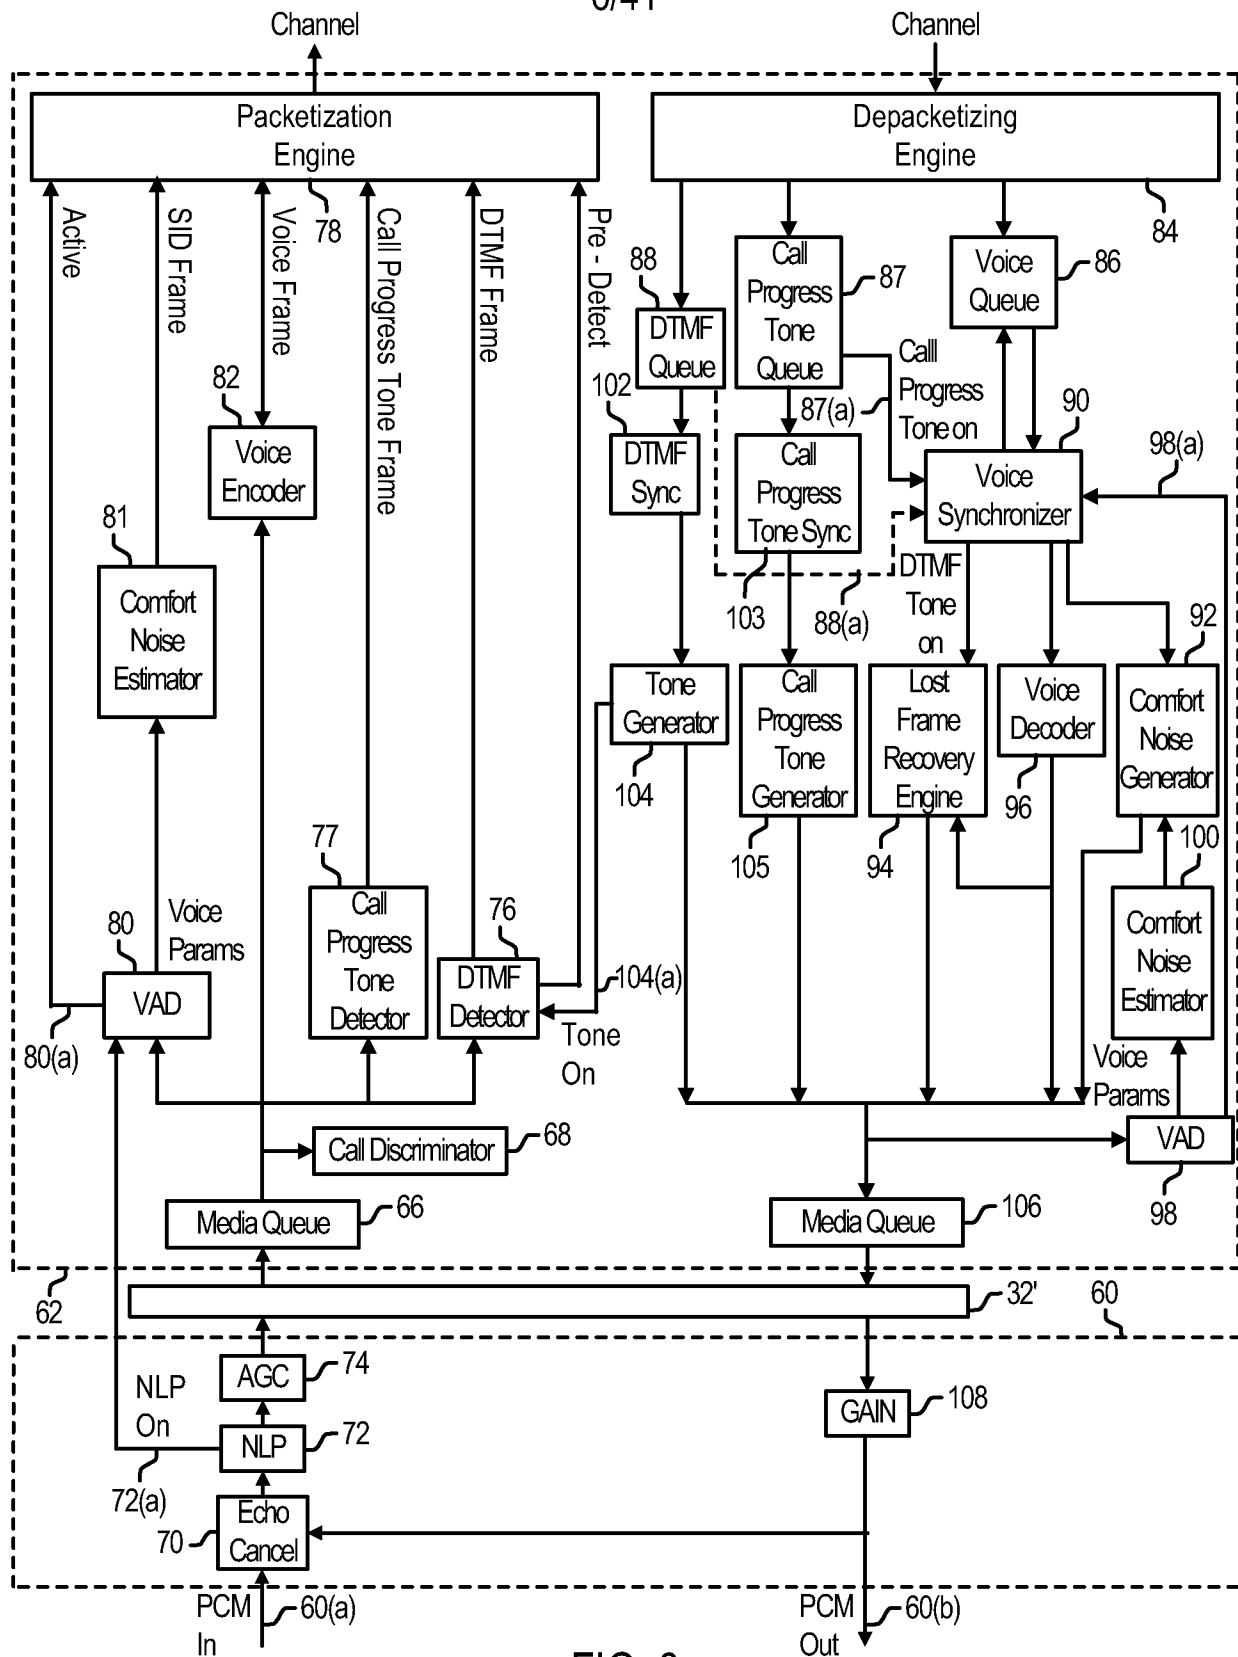 Channel
Channel
Packetization
Engine
Depacketizing
Engine
78
84
Active
SID Frame
Voice Frame
Call Progress Tone Frame
DTMF Frame
Pre - Detect
88
DTMF
Queue
Call
Progress
Tone
Queue
87
Voice
Queue
86
Calll
Progress
Tone on
87(a)
82
Voice
Encoder
102
DTMF
Sync
Call
Progress
Tone Sync
103
90
Voice
Synchronizer
98(a)
81
Comfort
Noise
Estimator
88(a)
DTMF
Tone
on
92
Tone
Generator
104
Call
Progress
Tone
Generator
105
Lost
Frame
Recovery
Engine
94
Voice
Decoder
96
Comfort
Noise
Generator
100
77
Call
Progress
Tone
Detector
76
DTMF
Detector
104(a)
Tone
On
Comfort
Noise
Estimator
80
Voice
Params
VAD
80(a)
Voice
Params
VAD
98
Call Discriminator
68
Media Queue
66
Media Queue
106
62
32'
60
AGC
74
NLP
On
NLP
72
72(a)
GAIN
108
Echo
Cancel
70
PCM
In
60(a)
PCM
Out
60(b)